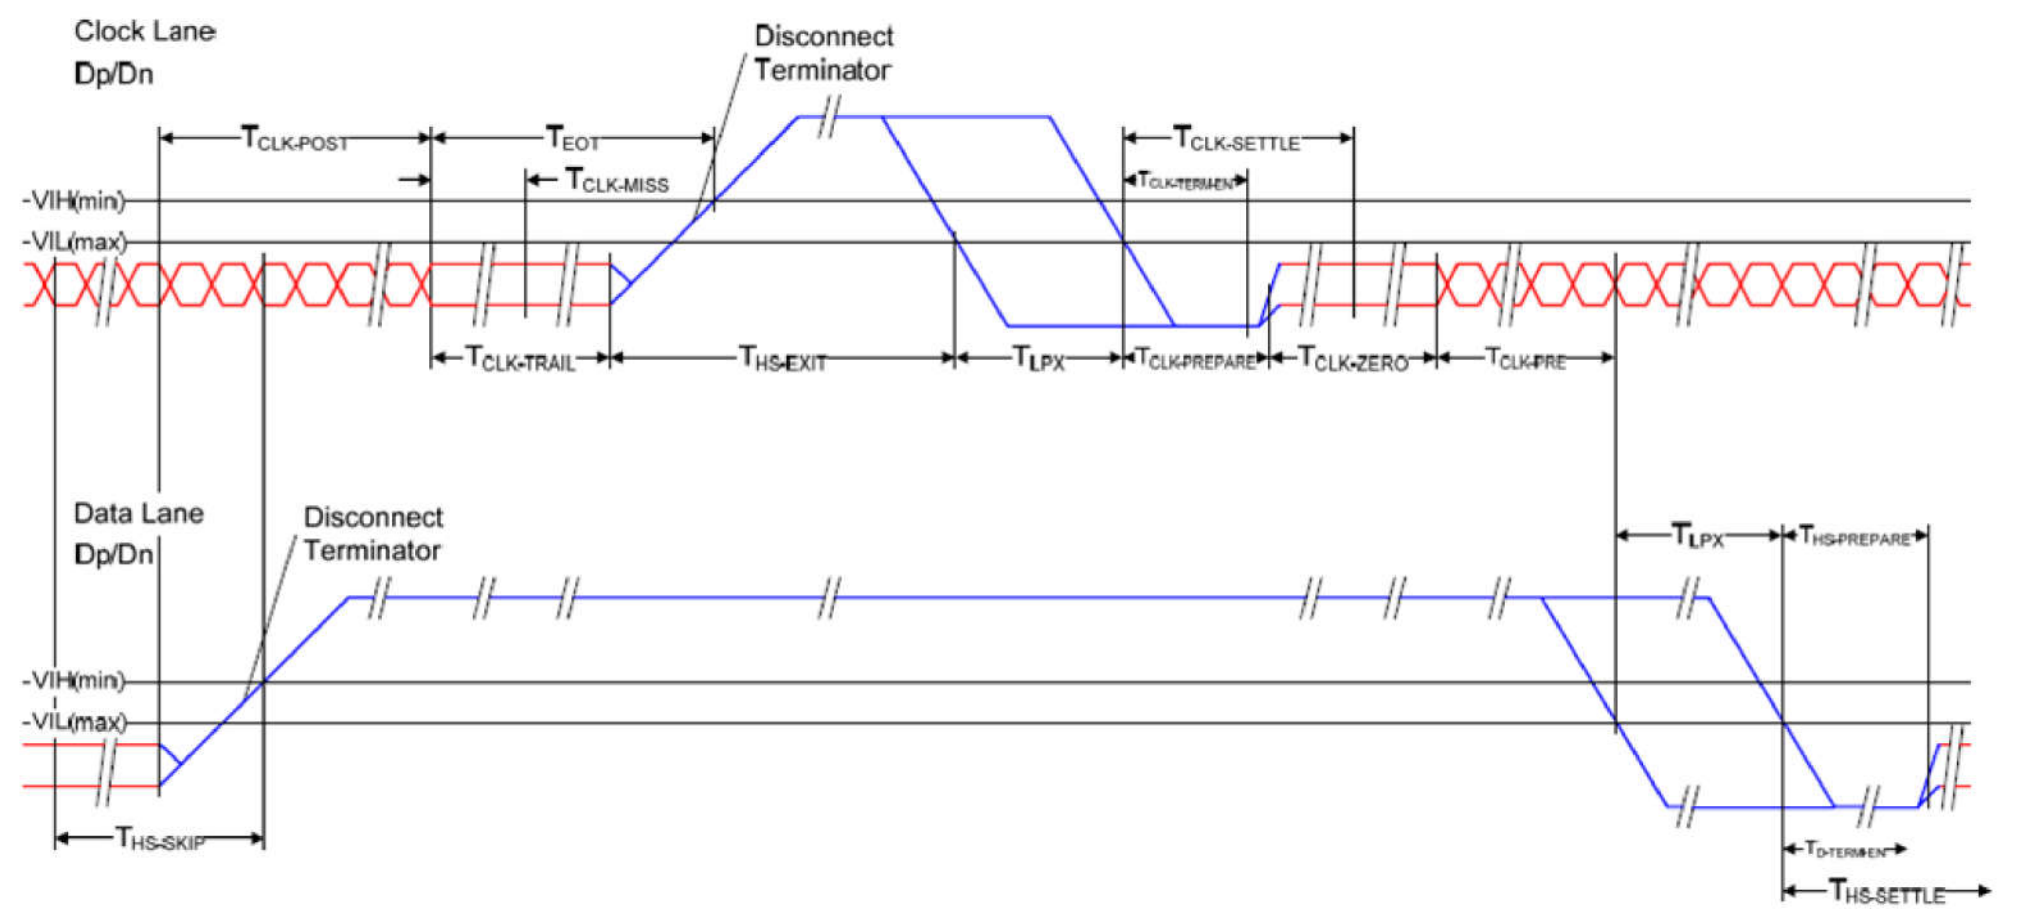 Clock Lane
Dp/Dn
Disconnect
Terminator
TCLK-POST
TEOT
TCLK-SETTLE
TCLK-MISS
TCLK-TERM-EN
-VIH(min)
-VIL(max)
TCLK-TRAIL
THS-EXIT
TLPX
TCLK-PREPARE
TCLK-ZERO
TCLK-PRE
Data Lane
Dp/Dn
Disconnect
Terminator
TLPX
THS-PREPARE
-VIH(min)
-VIL(max)
THS-SKIP
TD-TERM-EN
THS-SETTLE